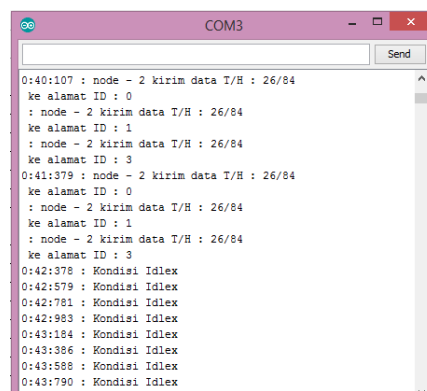 COM3
Send
0:40:107 : node - 2 kirim data T/H : 26/84
ke alamat ID : 0
: node - 2 kirim data T/H : 26/84
ke alamat ID : 1
: node - 2 kirim data T/H : 26/84
ke alamat ID : 3
0:41:379 : node - 2 kirim data T/H : 26/84
ke alamat ID : 0
: node - 2 kirim data T/H : 26/84
ke alamat ID : 1
: node - 2 kirim data T/H : 26/84
ke alamat ID : 3
0:42:378 : Kondisi Idlex
0:42:579 : Kondisi Idlex
0:42:781 : Kondisi Idlex
0:42:983 : Kondisi Idlex
0:43:184 : Kondisi Idlex
0:43:386 : Kondisi Idlex
0:43:588 : Kondisi Idlex
0:43:790 : Kondisi Idlex